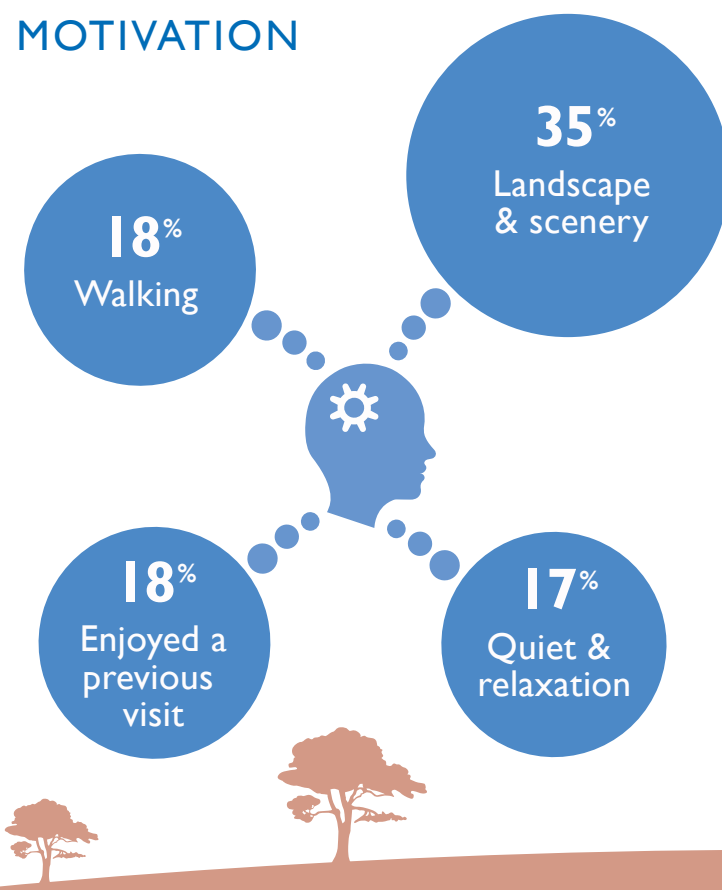 MOTIVATION
35%
Landscape
& scenery
18%
Walking
18%
Enjoyed a
previous
visit
17%
Quiet &
relaxation